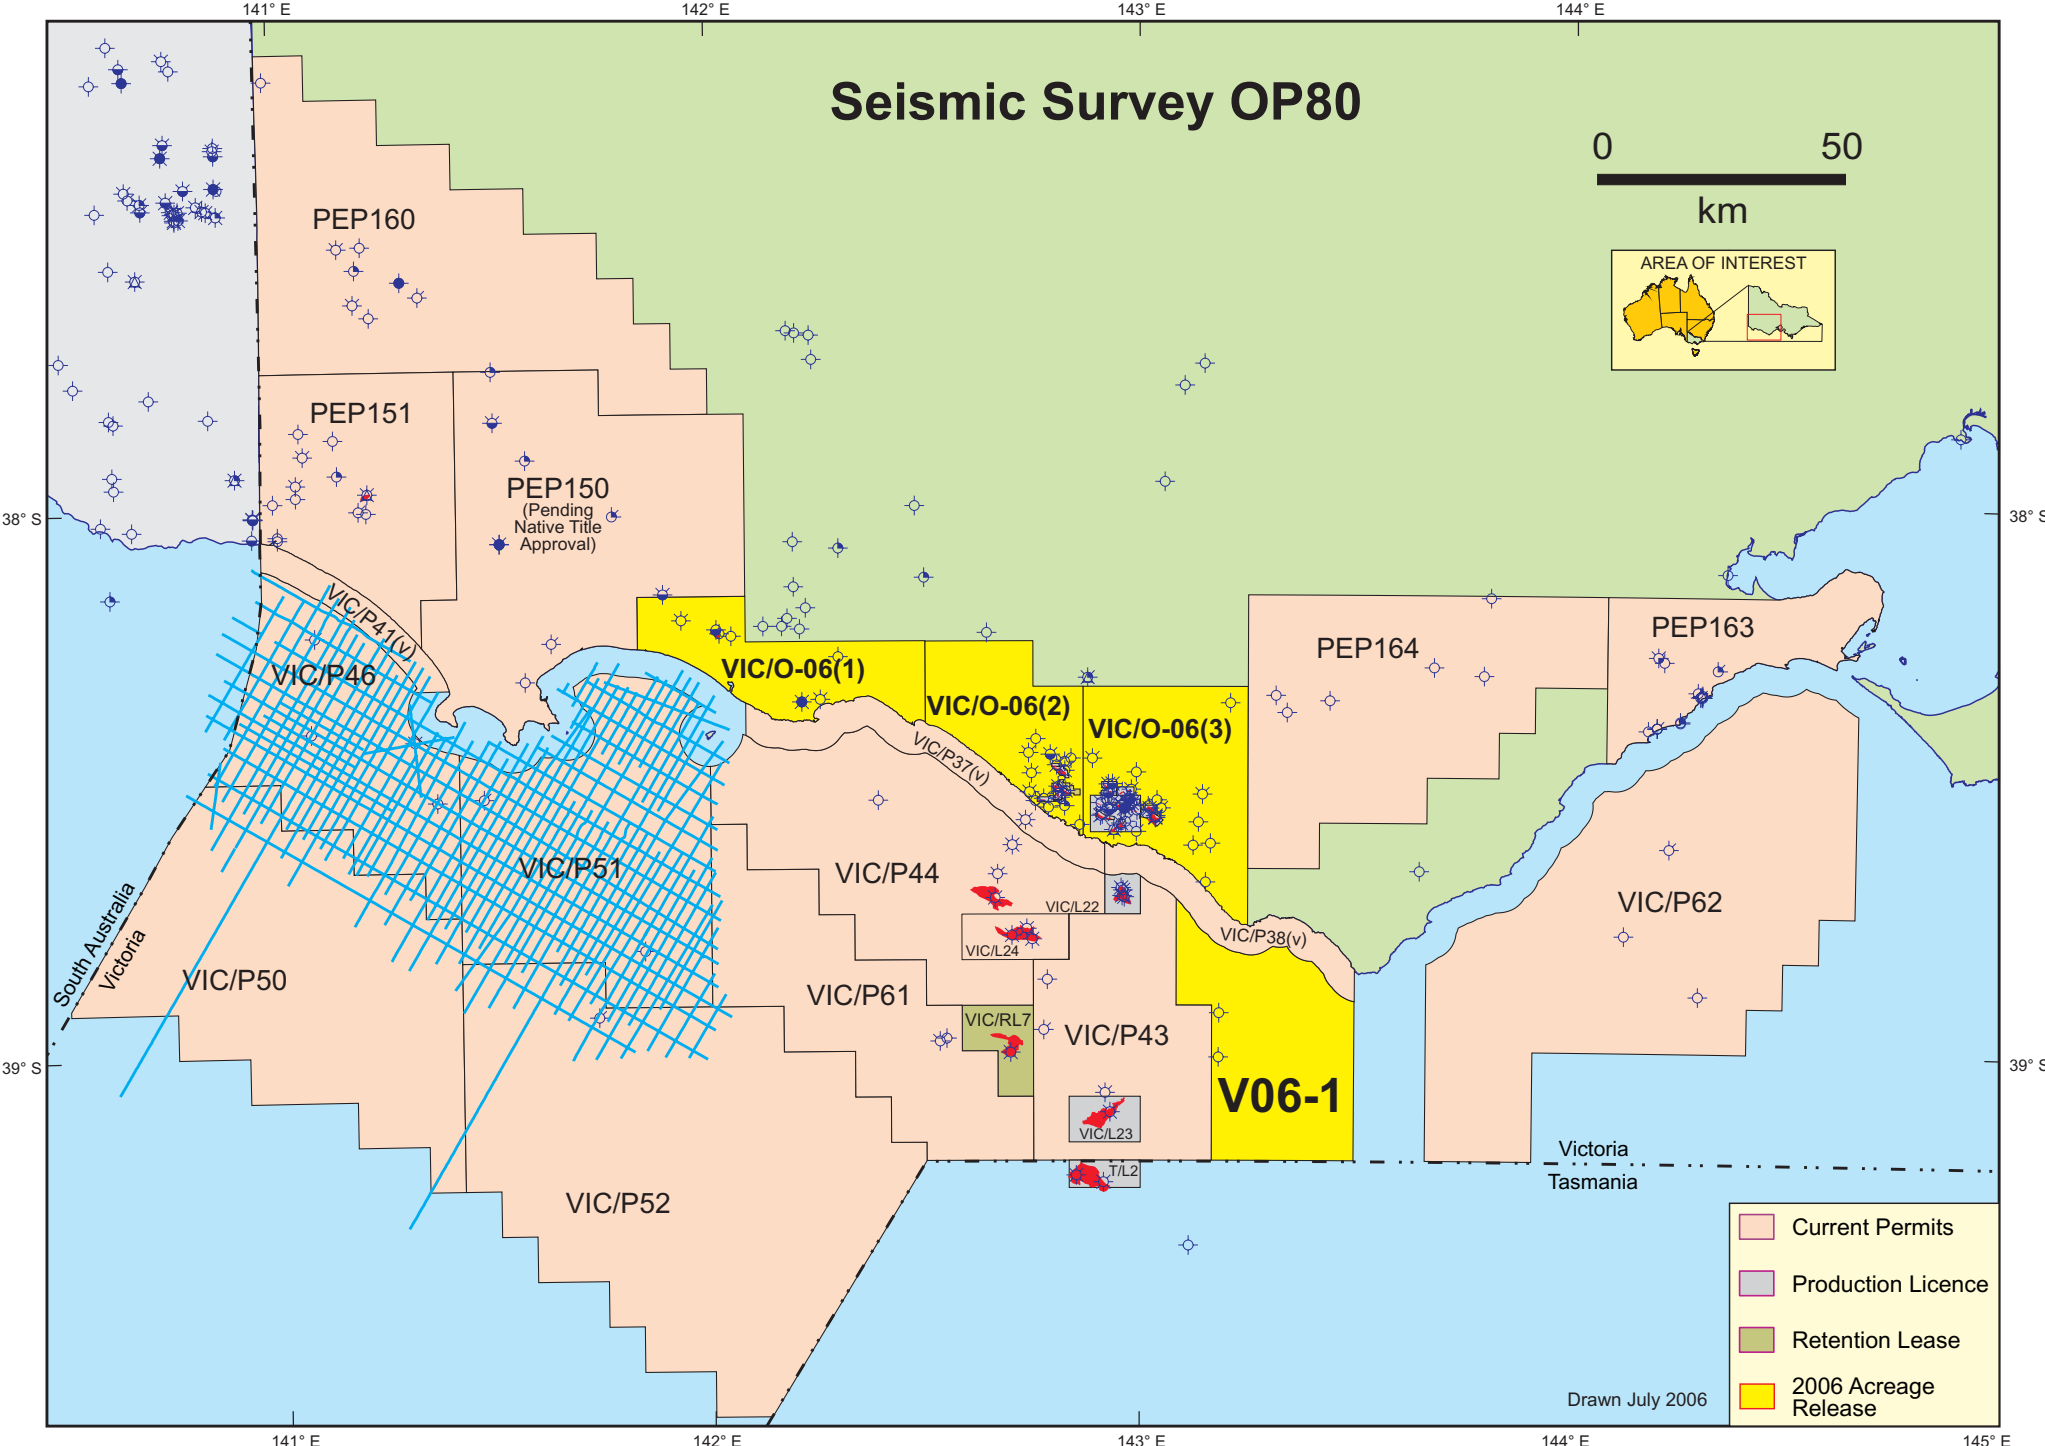 141° E
142° E
143° E
144° E
Seismic Survey OP80
0
50
km
AREA OF INTEREST
PEP160
PEP151
PEP150
(Pending
Native Title
Approval)
38° S
38° S
VIC/P41(v)
VIC/P46
VIC/O-06(1)
VIC/O-06(2)
VIC/O-06(3)
PEP164
PEP163
VIC/P37(v)
VIC/P51
VIC/P44
VIC/L22
VIC/L24
VIC/P38(v)
VIC/P62
South Australia
Victoria
VIC/P50
VIC/P61
VIC/RL7
VIC/P43
39° S
39° S
V06-1
VIC/L23
T/L2
Victoria
Tasmania
VIC/P52
Current Permits
Production Licence
Retention Lease
2006 Acreage
Release
Drawn July 2006
141° E
142° E
143° E
144° E
145° E